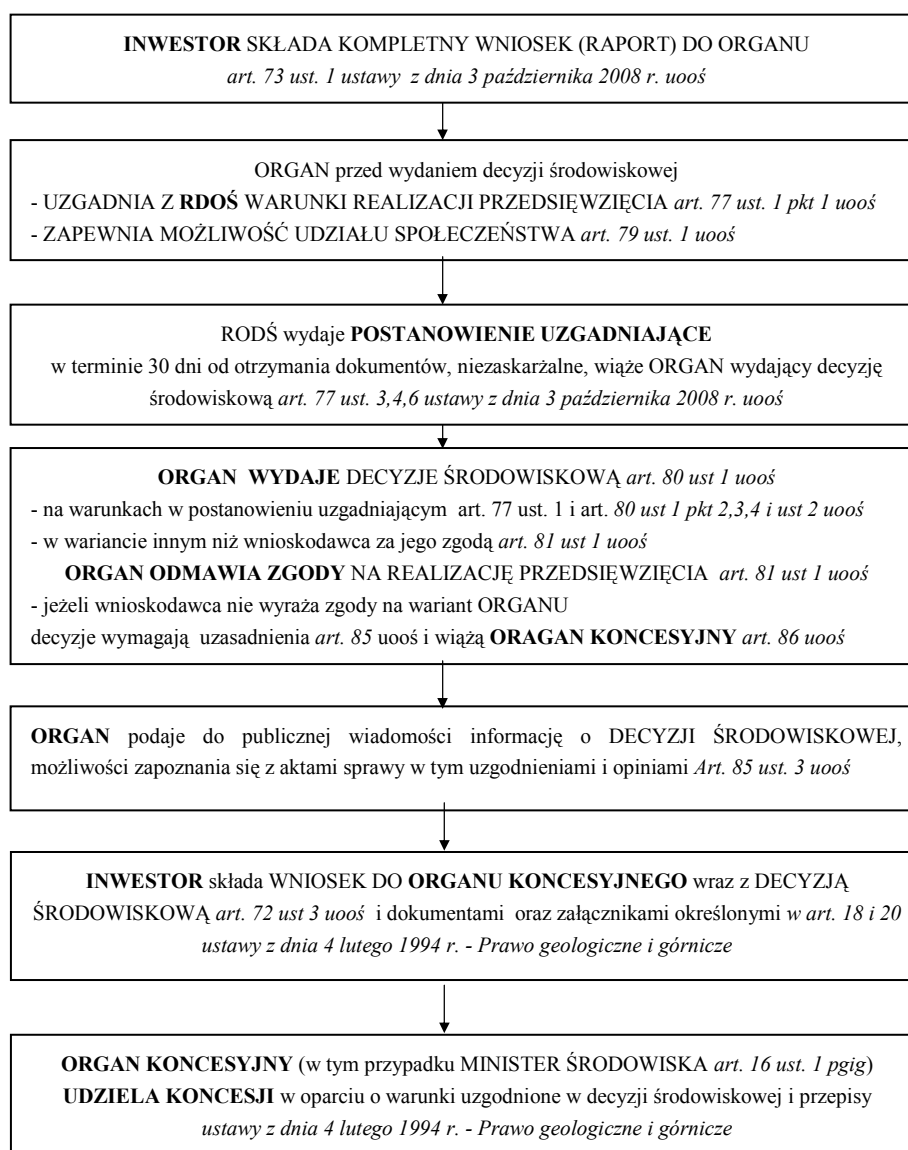 INWESTOR SKŁADA KOMPLETNY WNIOSEK (RAPORT) DO ORGANU
art. 73 ust. 1 ustawy z dnia 3 października 2008 r. uooś
ORGAN przed wydaniem decyzji środowiskowej
- UZGADNIA Z RDOŚ WARUNKI REALIZACJI PRZEDSIĘWZIĘCIA art. 77 ust. 1 pkt 1 uooś
- ZAPEWNIA MOŻLIWOŚĆ UDZIAŁU SPOŁECZEŃSTWA art. 79 ust. 1 uooś
RODŚ wydaje POSTANOWIENIE UZGADNIAJĄCE
w terminie 30 dni od otrzymania dokumentów, niezaskarżalne, wiąże ORGAN wydający decyzję
środowiskową art. 77 ust. 3,4,6 ustawy z dnia 3 października 2008 r. uooś
ORGAN WYDAJE DECYZJE ŚRODOWISKOWĄ art. 80 ust 1 uooś
- na warunkach w postanowieniu uzgadniającym art. 77 ust. 1 i art. 80 ust 1 pkt 2,3,4 i ust 2 uooś
- w wariancie innym niż wnioskodawca za jego zgodą art. 81 ust 1 uooś
ORGAN ODMAWIA ZGODY NA REALIZACJĘ PRZEDSIĘWZIĘCIA art. 81 ust 1 uooś
- jeżeli wnioskodawca nie wyraża zgody na wariant ORGANU
decyzje wymagają uzasadnienia art. 85 uooś i wiążą ORAGAN KONCESYJNY art. 86 uooś
ORGAN podaje do publicznej wiadomości informację o DECYZJI ŚRODOWISKOWEJ,
możliwości zapoznania się z aktami sprawy w tym uzgodnieniami i opiniami Art. 85 ust. 3 uooś
INWESTOR składa WNIOSEK DO ORGANU KONCESYJNEGO wraz z DECYZJĄ
ŚRODOWISKOWĄ art. 72 ust 3 uooś i dokumentami oraz załącznikami określonymi w art. 18 i 20
ustawy z dnia 4 lutego 1994 r. - Prawo geologiczne i górnicze
ORGAN KONCESYJNY (w tym przypadku MINISTER ŚRODOWISKA art. 16 ust. 1 pgig)
UDZIELA KONCESJI w oparciu o warunki uzgodnione w decyzji środowiskowej i przepisy
ustawy z dnia 4 lutego 1994 r. - Prawo geologiczne i górnicze